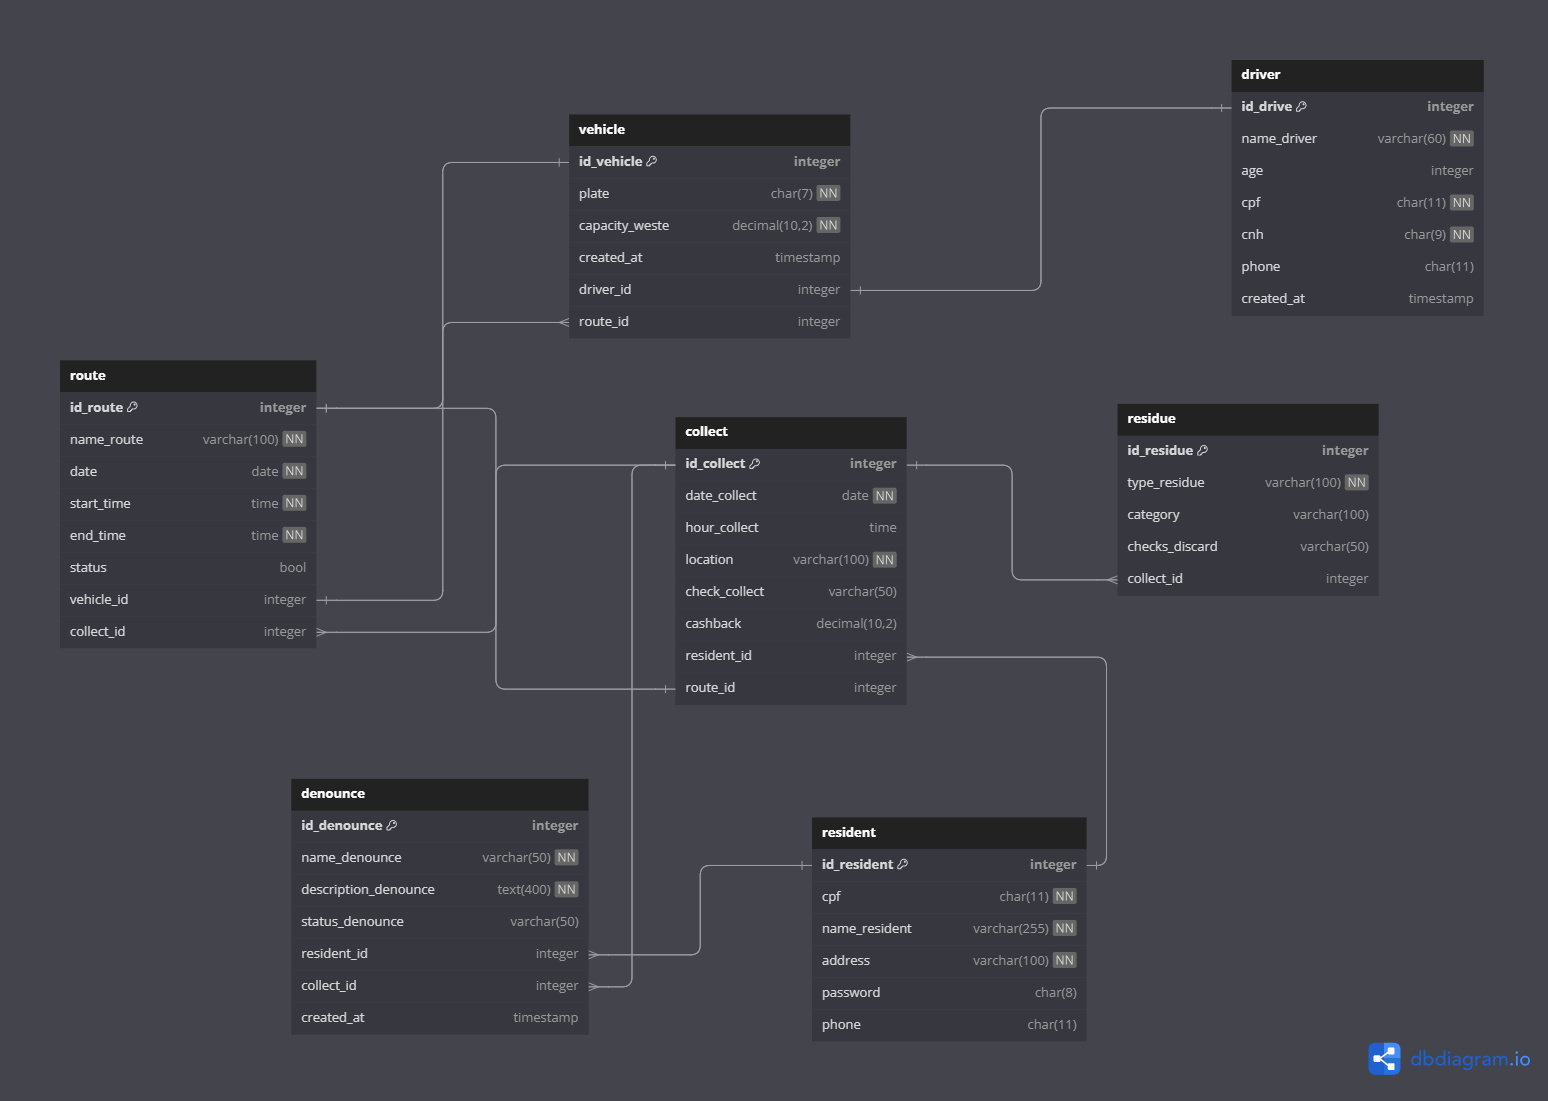 driver
id_drive integer
name_driver varchar(60) NN
age integer
cpf char(11) NN
cnh char(9) NN
phone char(11)
created_at timestamp
vehicle
id_vehicle integer
plate char(7) NN
capacity_weste decimal(10,2) NN
created_at timestamp
driver_id integer
route_id integer
route
id_route integer
name_route varchar(100) NN
date date NN
start_time time NN
end_time time NN
status bool
vehicle_id integer
collect_id integer
collect
id_collect integer
date_collect date NN
hour_collect time
location varchar(100) NN
check_collect varchar(50)
cashback decimal(10,2)
resident_id integer
route_id integer
residue
id_residue integer
type_residue varchar(100) NN
category varchar(100)
checks_discard varchar(50)
collect_id integer
denounce
id_denounce integer
name_denounce varchar(50) NN
description_denounce text(400) NN
status_denounce varchar(50)
resident_id integer
collect_id integer
created_at timestamp
resident
id_resident integer
cpf char(11) NN
name_resident varchar(255) NN
address varchar(100) NN
password char(8)
phone char(11)
dbdiagram.io